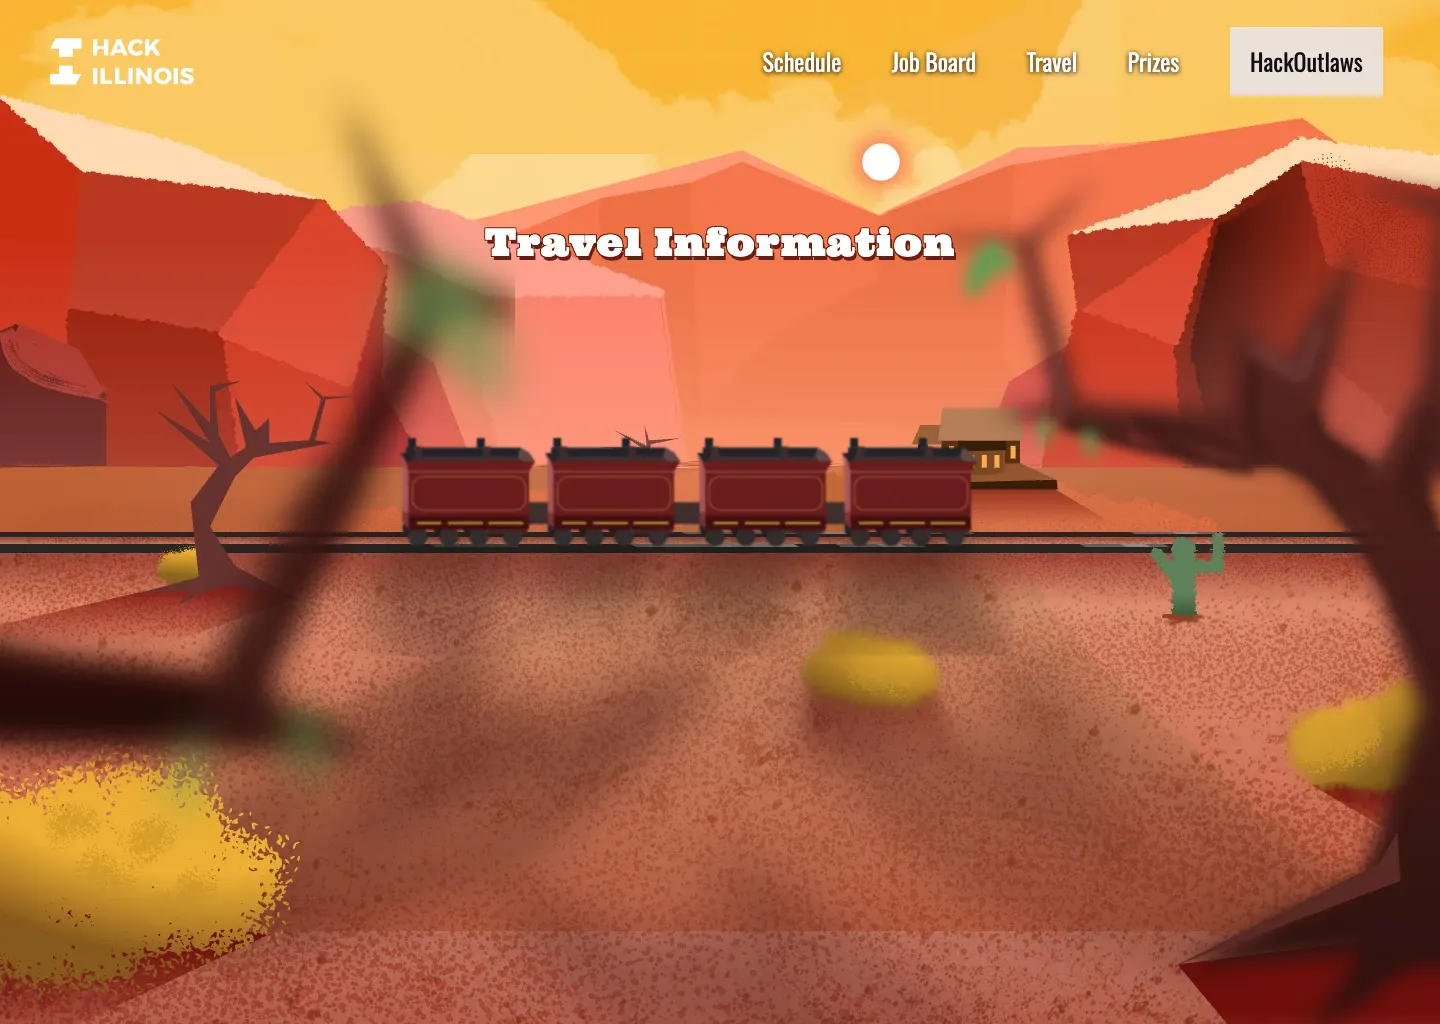 HACK
ILLINOIS
Schedule
Job Board
Travel
Prizes
HackOutlaws
Travel Information